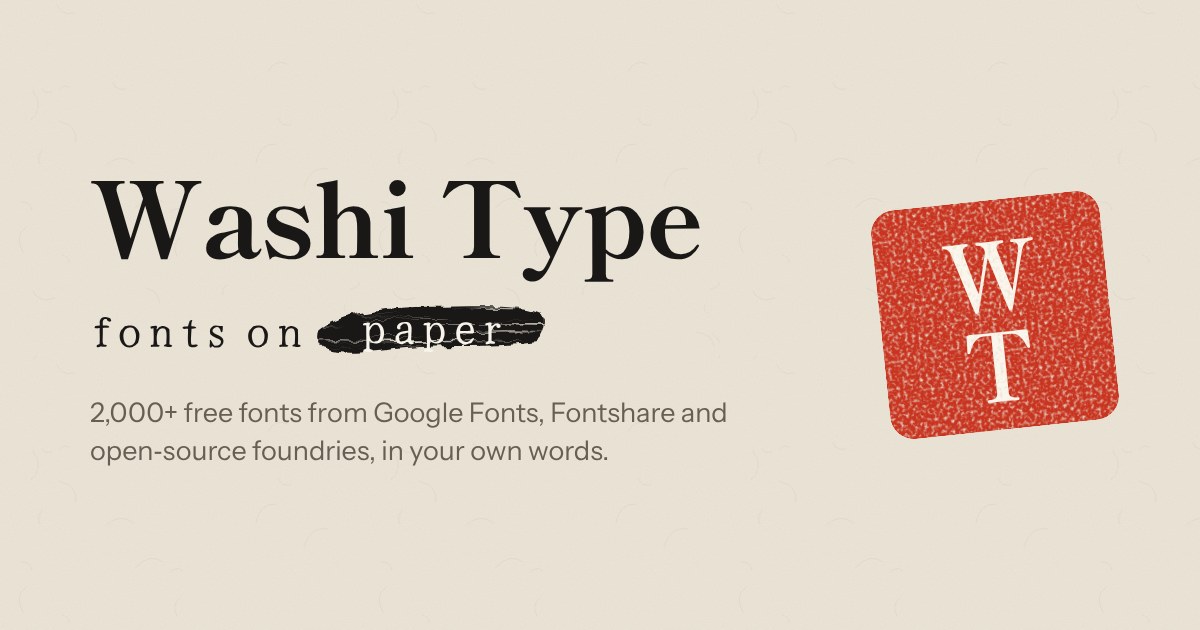 Washi Type
fonts on paper
2,000+ free fonts from Google Fonts, Fontshare and
open-source foundries, in your own words.
W
T